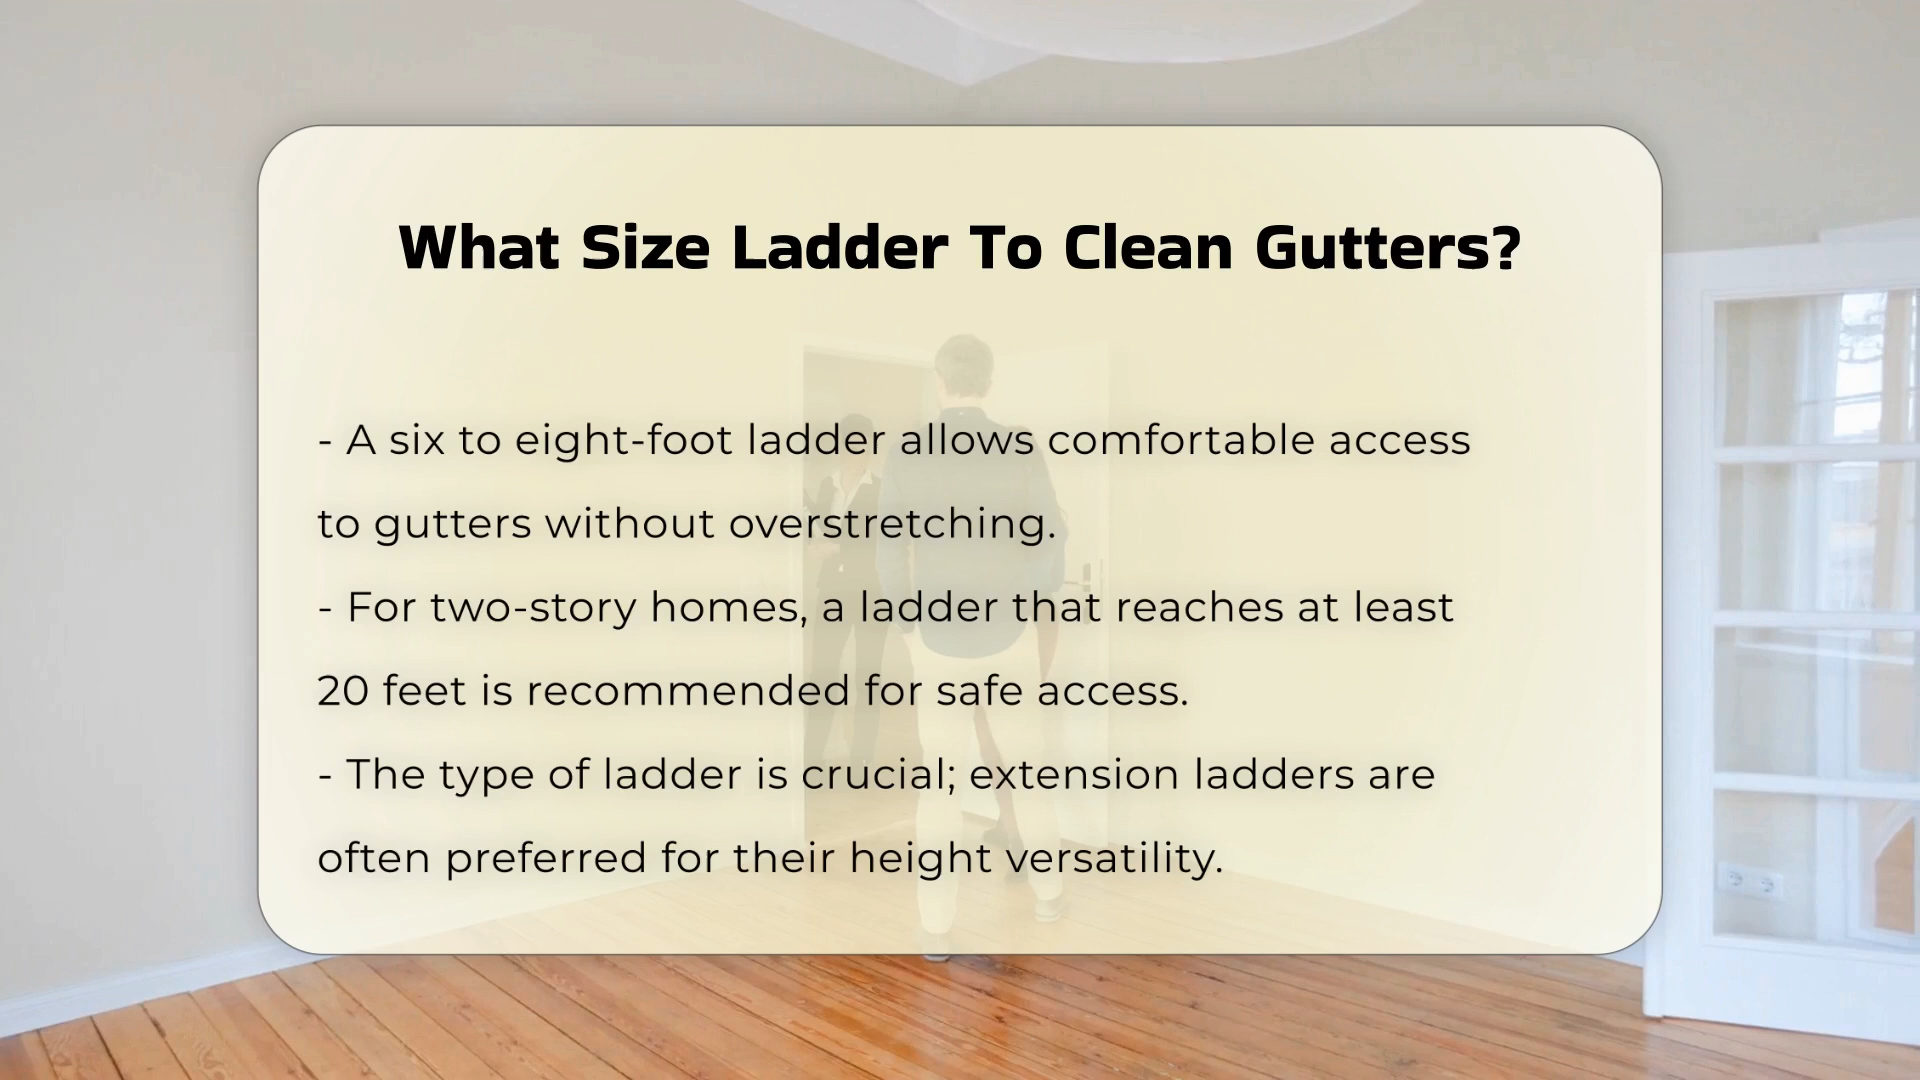 What Size Ladder To Clean Gutters?
- A six to eight-foot ladder allows comfortable access
to gutters without overstretching.
- For two-story homes, a ladder that reaches at least
20 feet is recommended for safe access.
- The type of ladder is crucial; extension ladders are
often preferred for their height versatility.